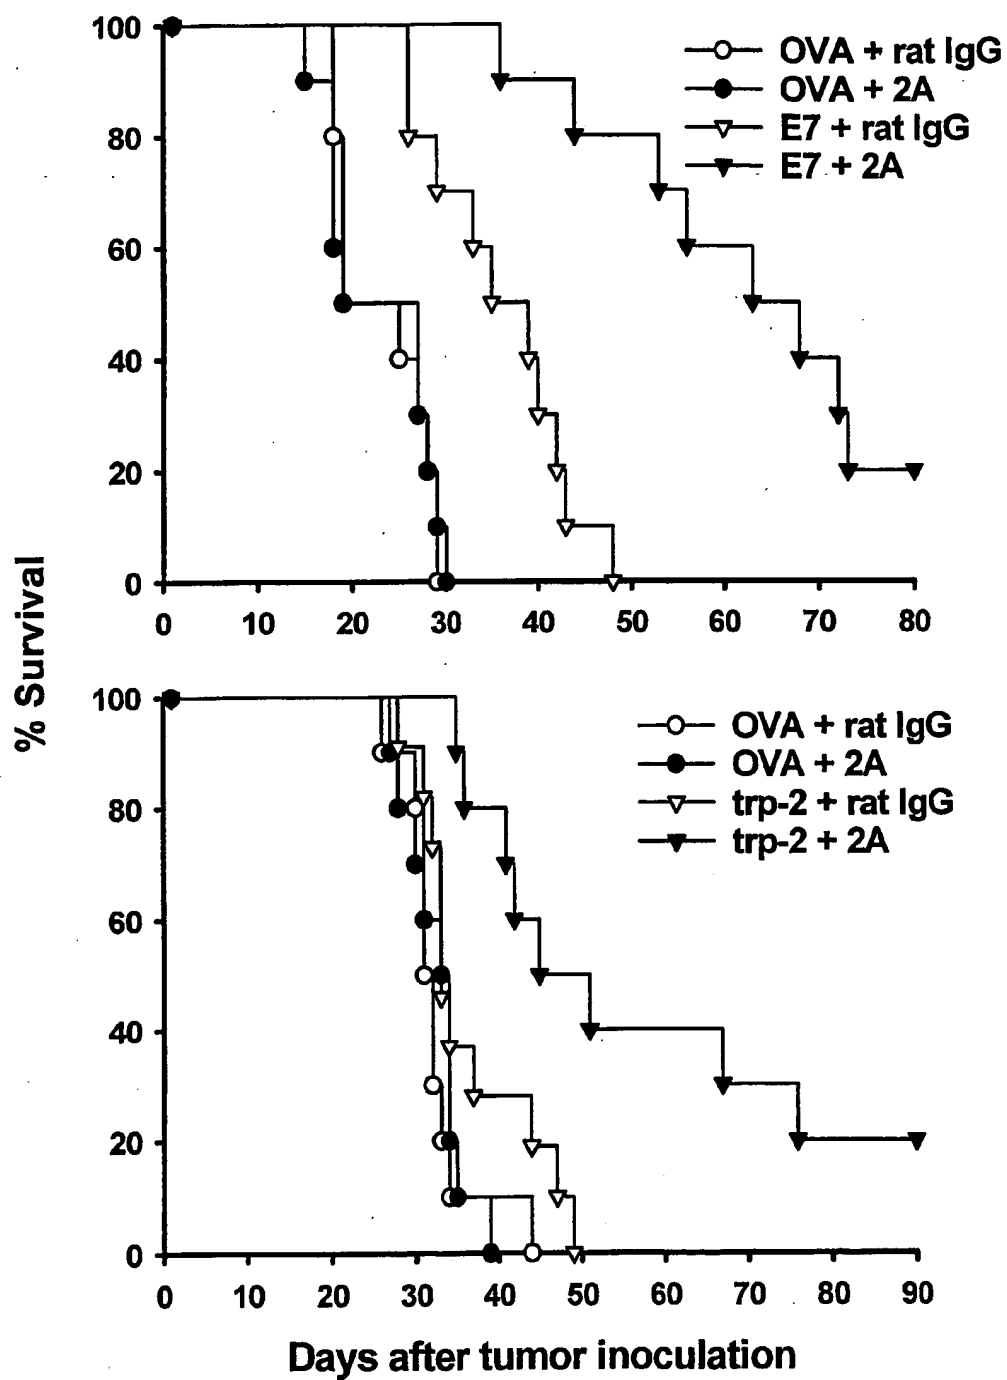 100
80
60
40
20
0
0 10 20 30 40 50 60 70 80
OVA + rat IgG
OVA + 2A
E7 + rat IgG
E7 + 2A
% Survival
100
80
60
40
20
0
0 10 20 30 40 50 60 70 80 90
OVA + rat IgG
OVA + 2A
trp-2 + rat IgG
trp-2 + 2A
Days after tumor inoculation